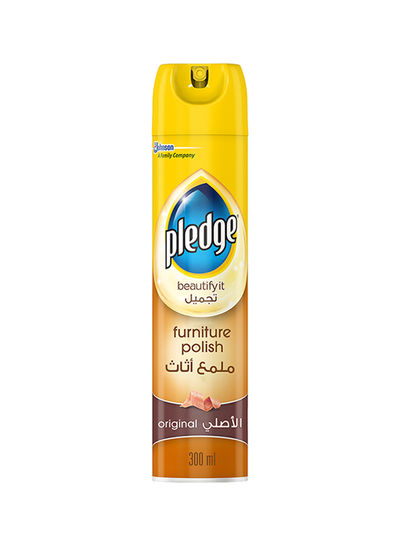 SC Johnson
A Family Company
pledge
beautify it
تجميل
furniture
polish
ملمع أثاث
original الأصلي
300 ml